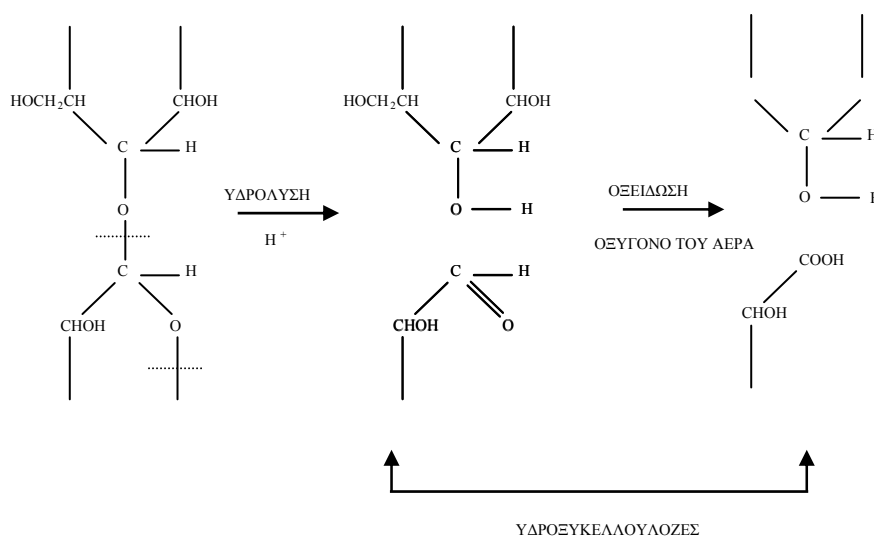 HOCH₂CH CHOH
C H
O
C H
CHOH O
ΥΔΡΟΛΥΣΗ
H⁺
HOCH₂CH CHOH
C H
O H
C H
CHOH O
ΟΞΕΙΔΩΣΗ
ΟΞΥΓΟΝΟ ΤΟΥ ΑΕΡΑ
C H
O H
COOH
CHOH
ΥΔΡΟΞΥΚΕΛΛΟΥΛΟΖΕΣ